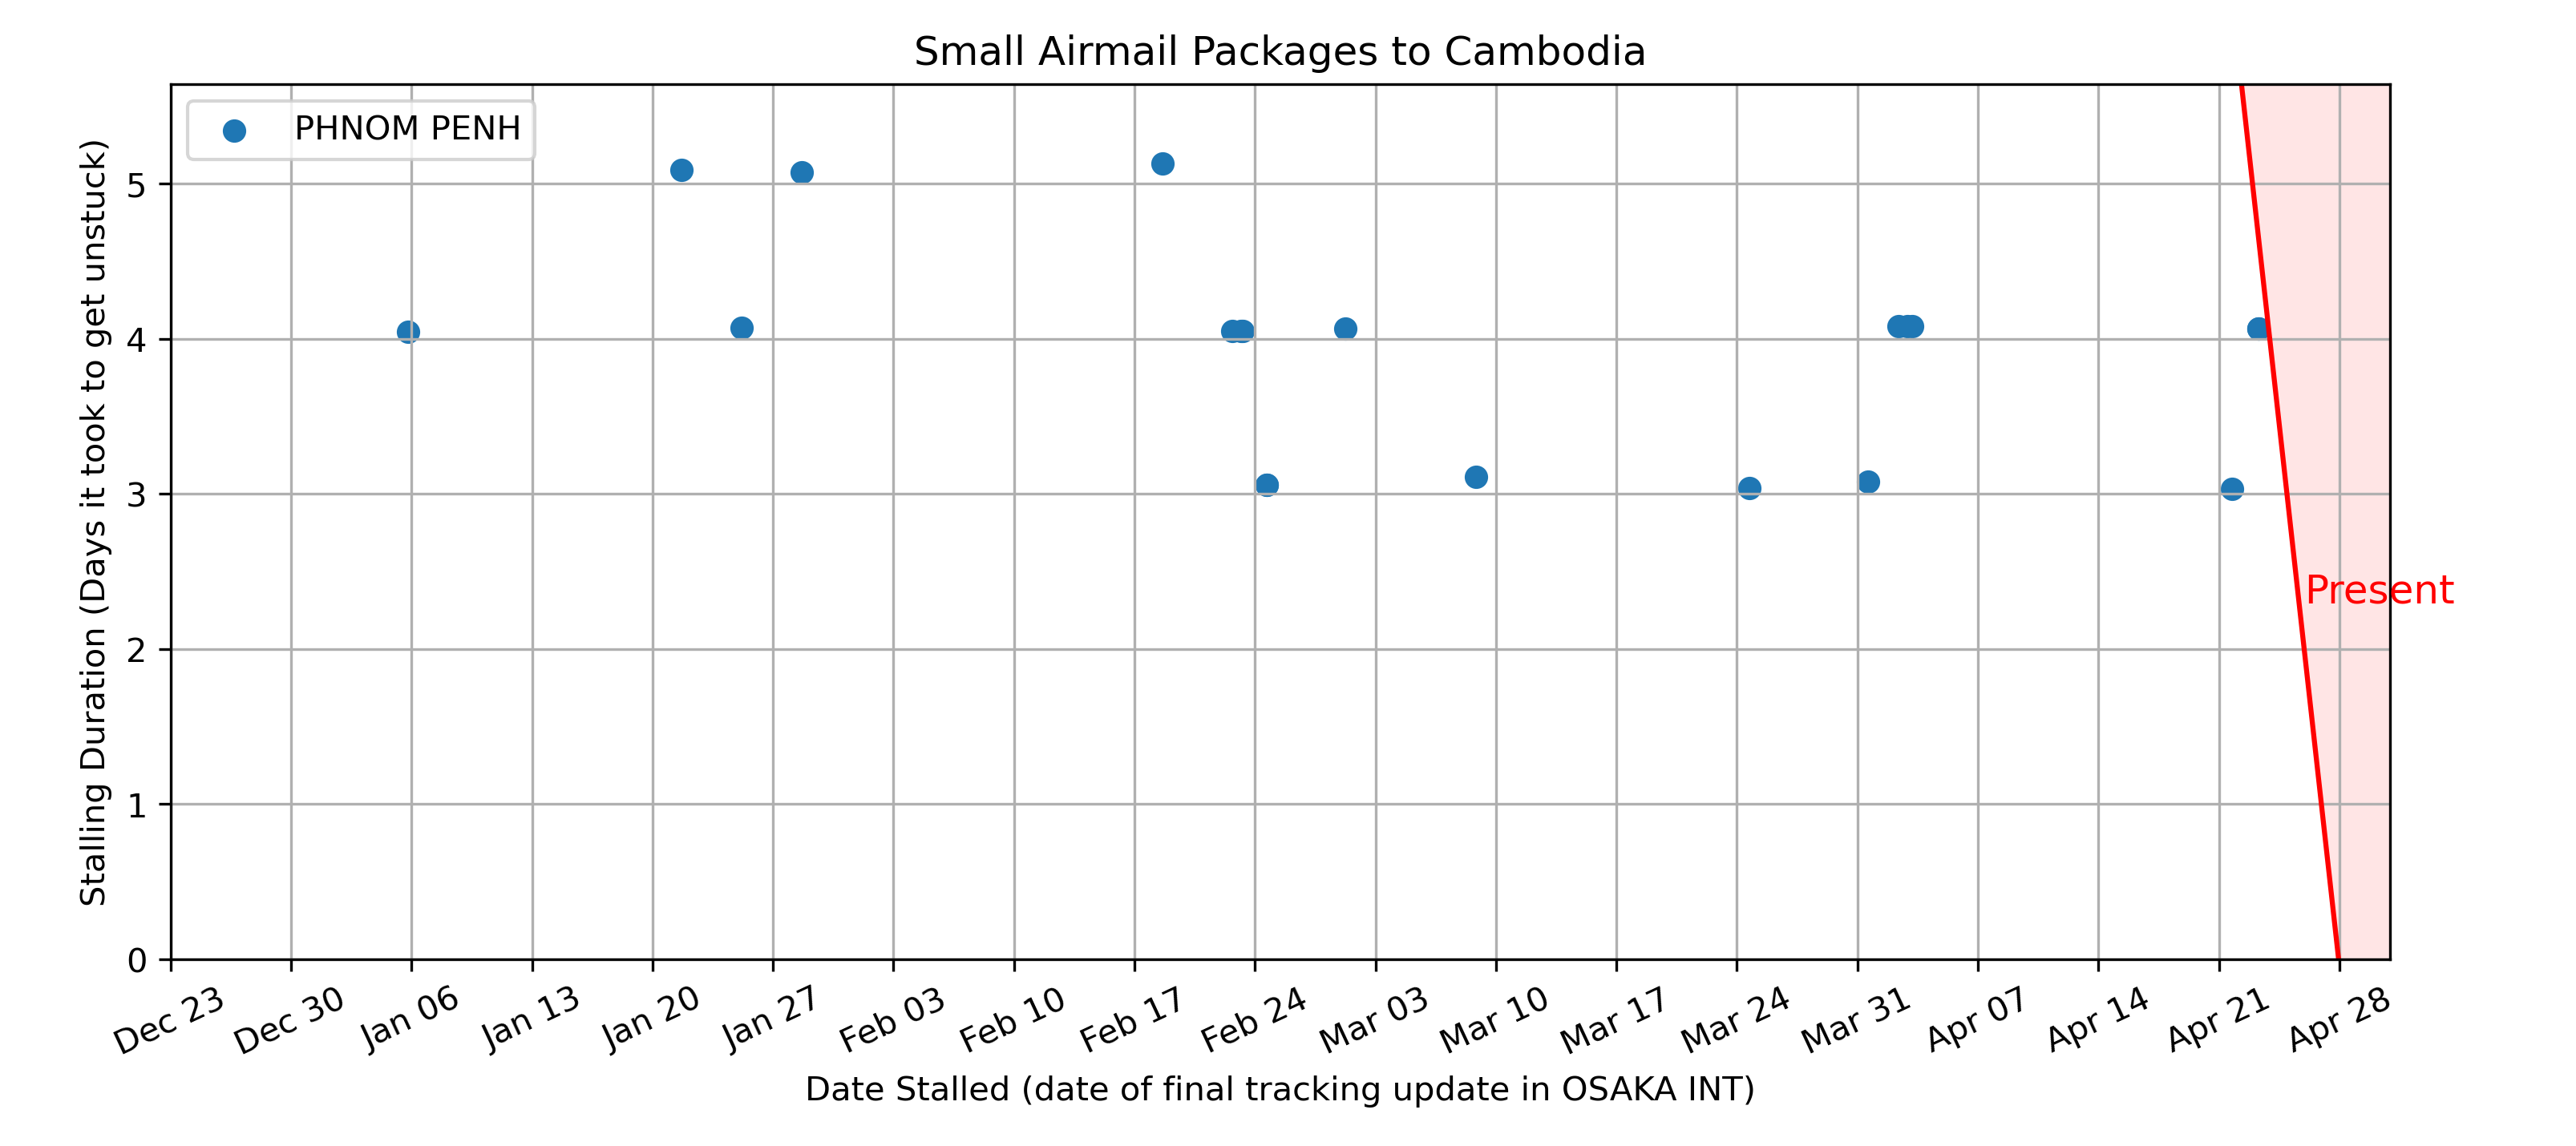 Small Airmail Packages to Cambodia
PHNOM PENH
Stalling Duration (Days it took to get unstuck)
5
4
3
2
1
0
Present
Dec 23
Dec 30
Jan 06
Jan 13
Jan 20
Jan 27
Feb 03
Feb 10
Feb 17
Feb 24
Mar 03
Mar 10
Mar 17
Mar 24
Mar 31
Apr 07
Apr 14
Apr 21
Apr 28
Date Stalled (date of final tracking update in OSAKA INT)